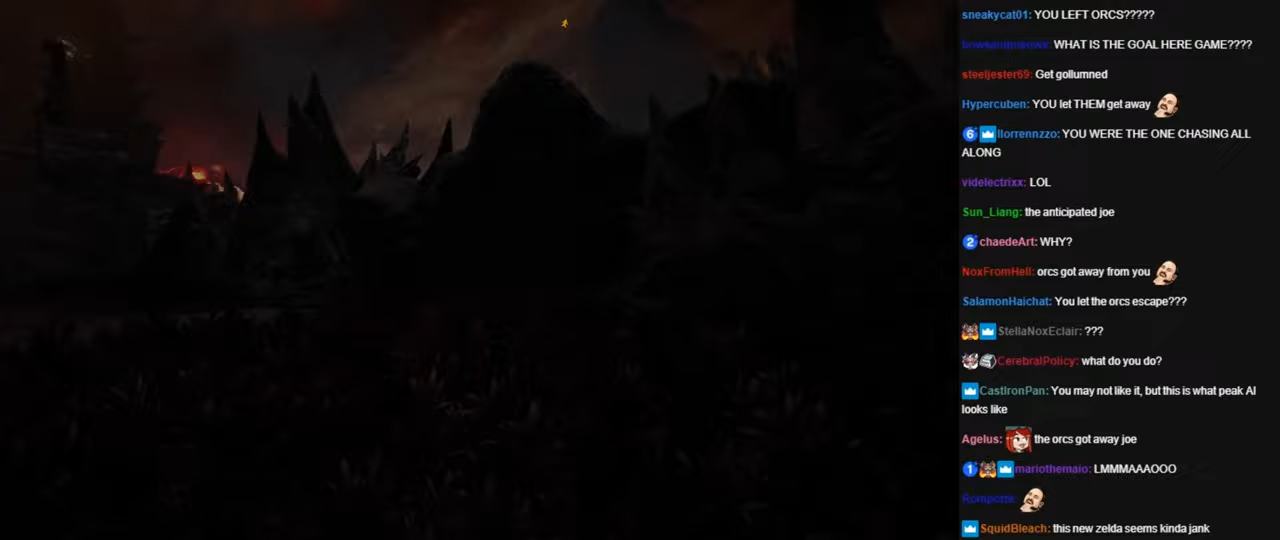 sneakycat01: YOU LEFT ORCS?????
WHAT IS THE GOAL HERE GAME????
steeljester69: Get gollumned
Hypercuben: YOU let THEM get away
6 llorrennzzo: YOU WERE THE ONE CHASING ALL
ALONG
videlectrixx: LOL
Sun_Liang: the anticipated joe
2 chaedeArt: WHY?
NoxFromHell: orcs got away from you
SalamonHaichat: You let the orcs escape???
StellaNoxEclair: ???
CerebralPolicy: what do you do?
CastIronPan: You may not like it, but this is what peak AI
looks like
Agelus: the orcs got away joe
1 mariothemaio: LMMMAAAOOO
SquidBleach: this new zelda seems kinda jank